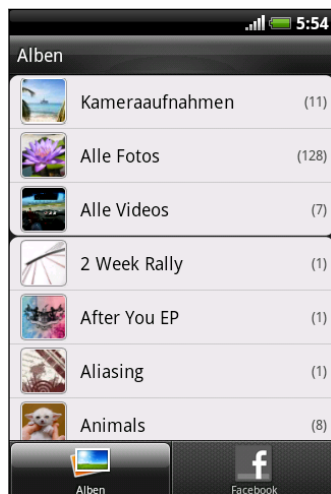 5:54
Alben
Kameraaufnahmen (11)
Alle Fotos (128)
Alle Videos (7)
2 Week Rally (1)
After You EP (1)
Aliasing (1)
Animals (8)
Alben Facebook